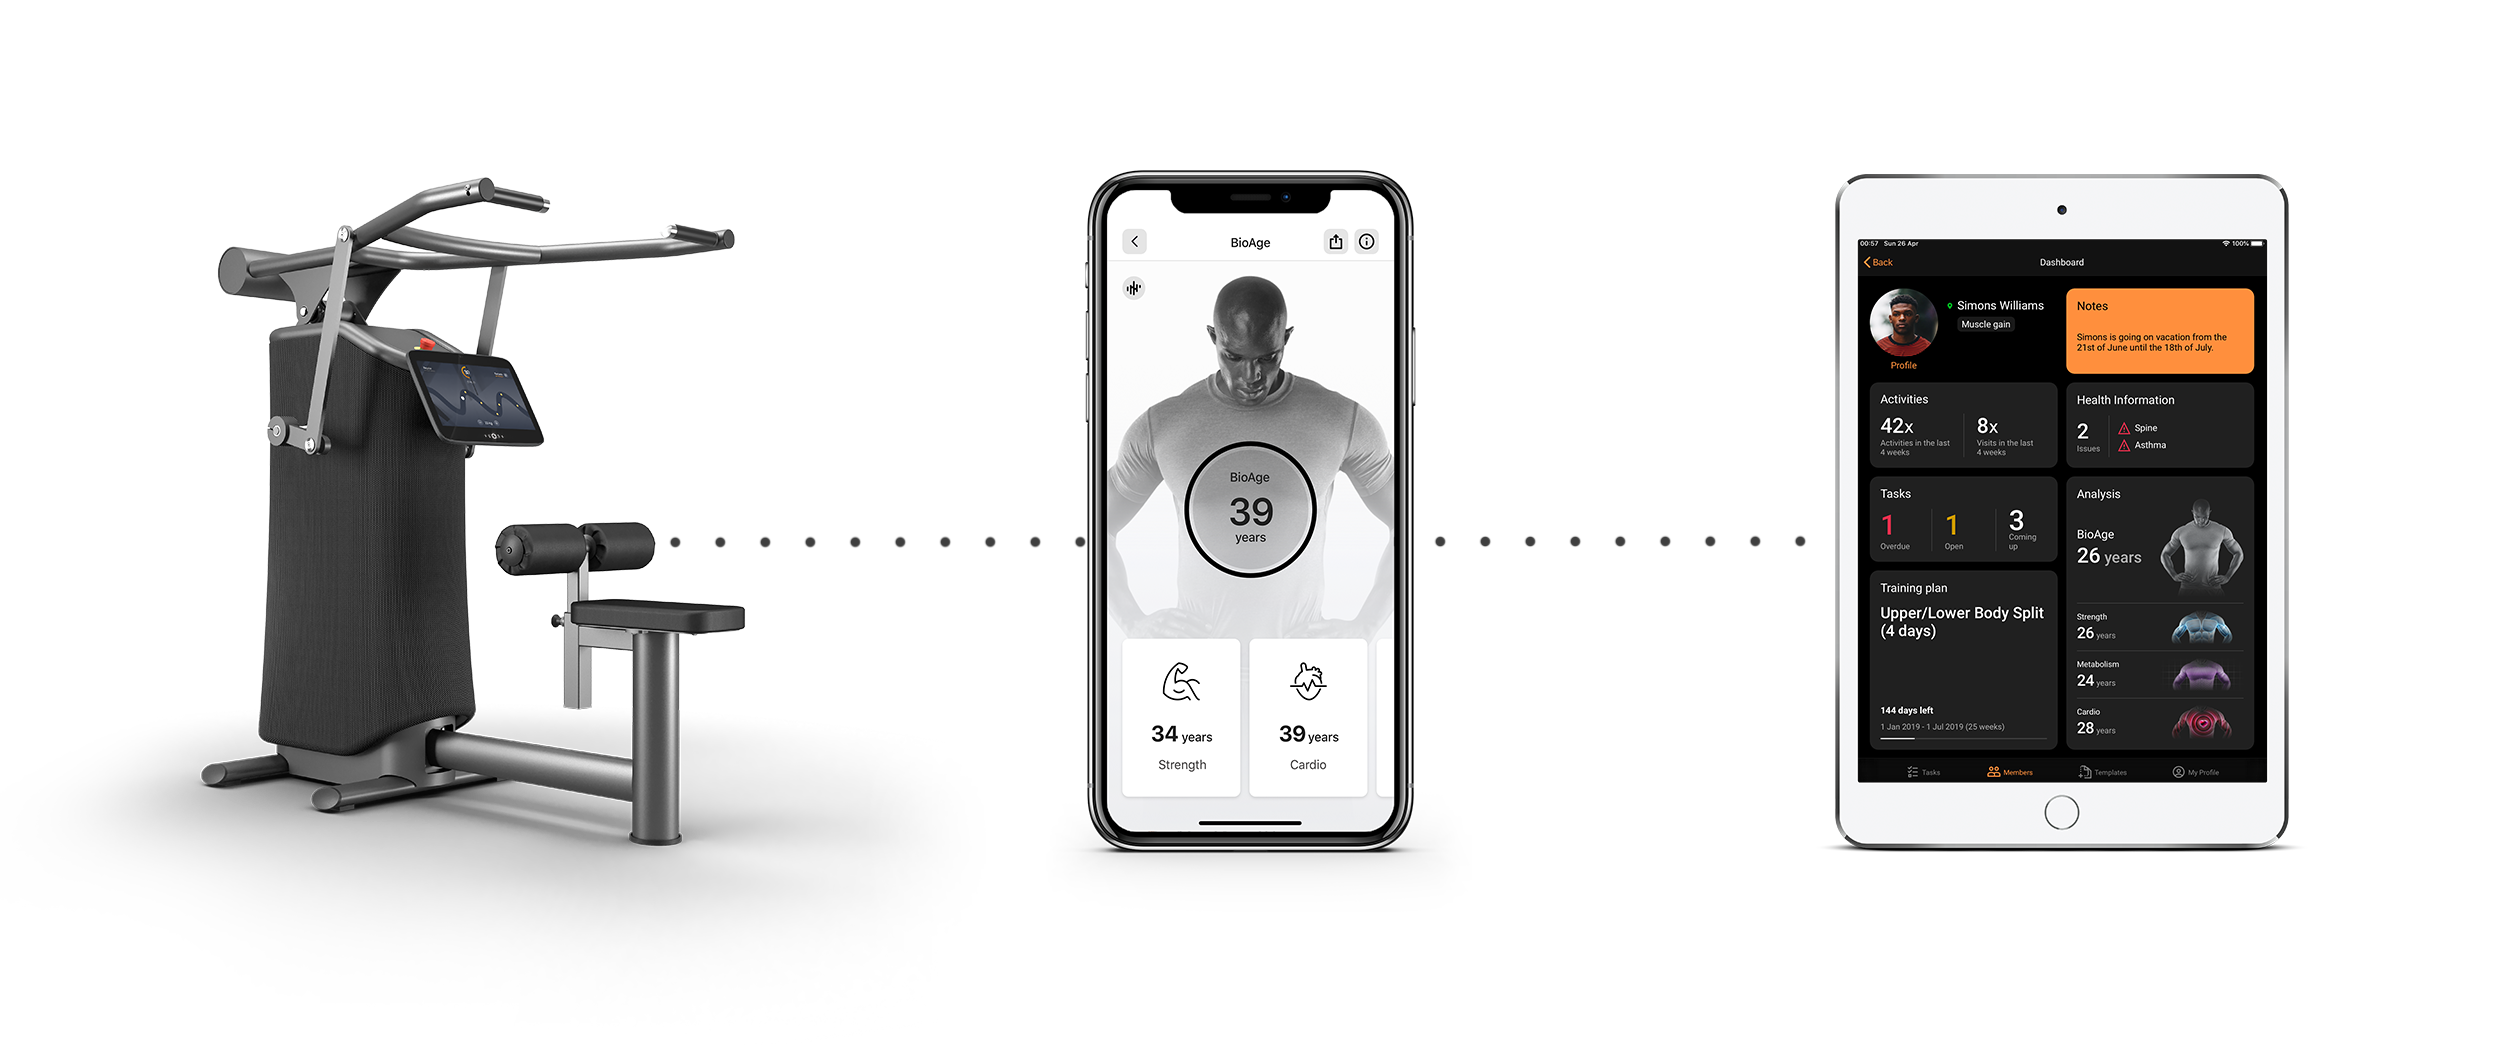 BioAge
BioAge
39
years
34 years
Strength
39 years
Cardio
00:57 Sun 26 Apr
100%
Back
Dashboard
Simons Williams
Muscle gain
Profile
Notes
Simons is going on vacation from the
21st of June until the 18th of July.
Activities
42x
Activities in the last
4 weeks
8x
Visits in the last
4 weeks
Health Information
2
Issues
Spine
Asthma
Tasks
1
Overdue
1
Open
3
Coming
up
Analysis
BioAge
26 years
Strength
26 years
Metabolism
24 years
Cardio
28 years
Training plan
Upper/Lower Body Split
(4 days)
144 days left
1 Jan 2019 - 1 Jul 2019 (25 weeks)
Tasks
Members
Templates
My Profile